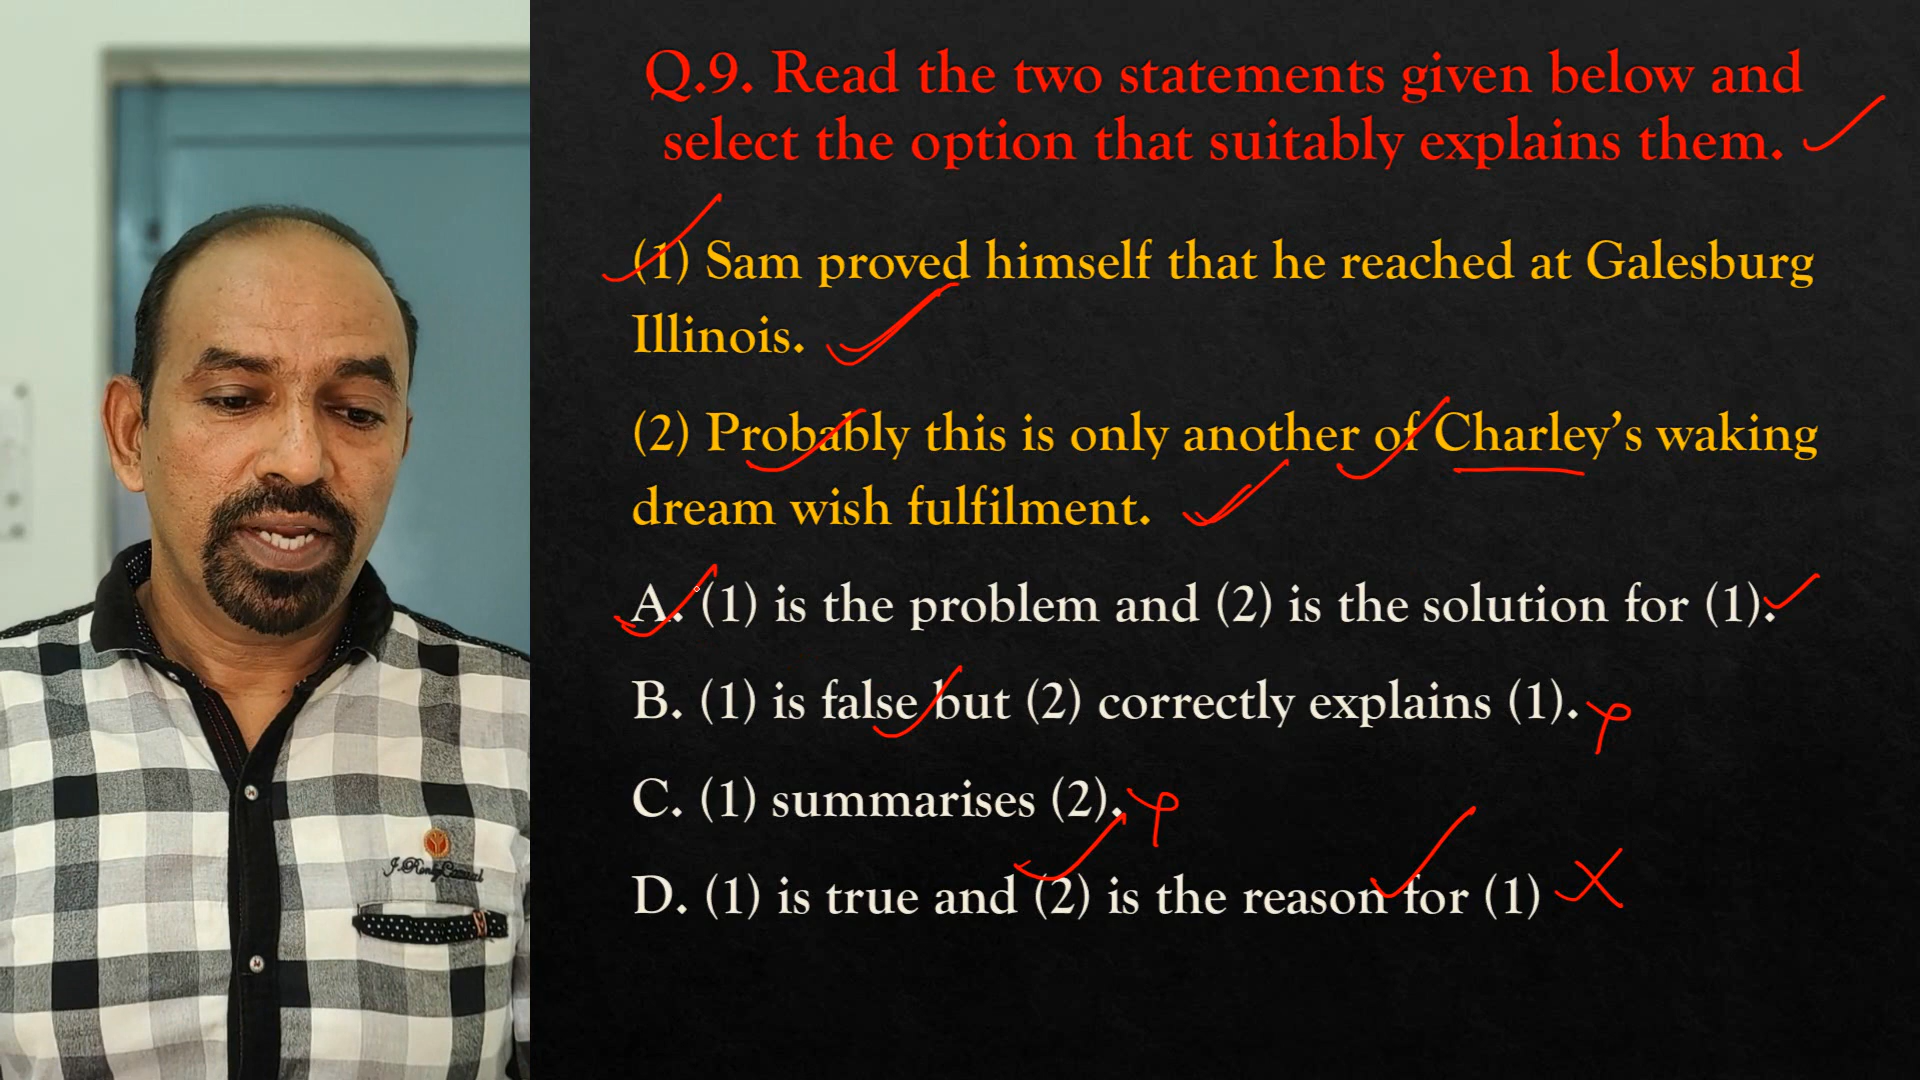 Q.9. Read the two statements given below and
select the option that suitably explains them.
(1) Sam proved himself that he reached at Galesburg
Illinois.
(2) Probably this is only another of Charley’s waking
dream wish fulfilment.
A. (1) is the problem and (2) is the solution for (1).
B. (1) is false but (2) correctly explains (1).
C. (1) summarises (2).
D. (1) is true and (2) is the reason for (1)